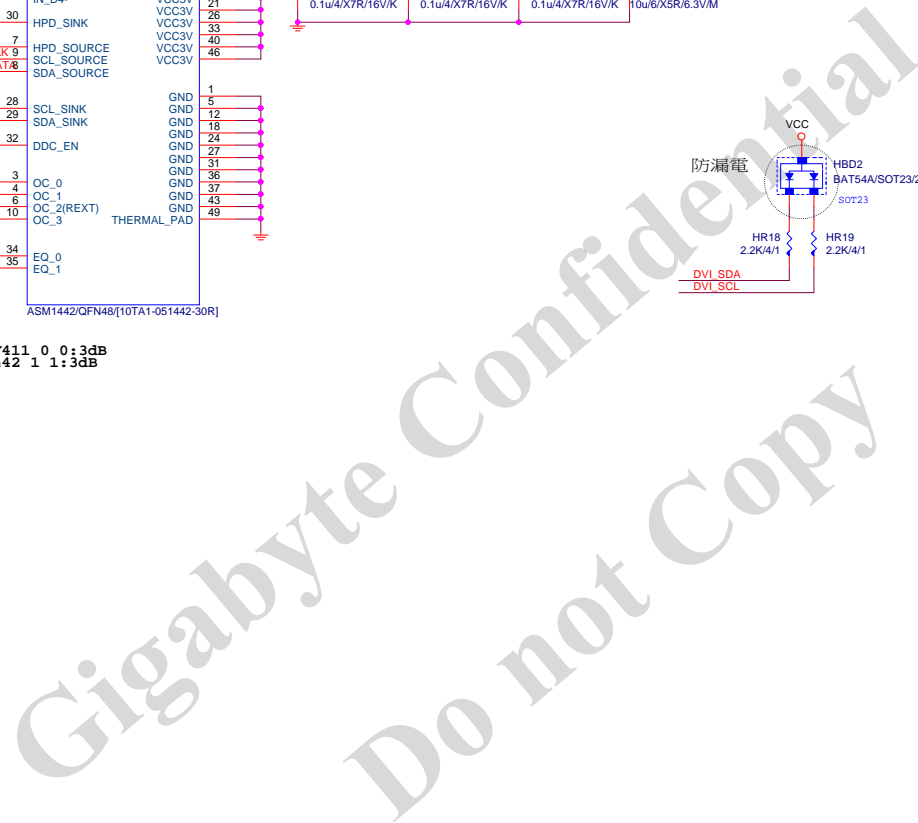 IN_D4-
VCC3V
21
VCC3V
26
VCC3V
33
VCC3V
40
VCC3V
46
VCC3V
30
HPD_SINK
7
HPD_SOURCE
9
SCL_SOURCE
8
SDA_SOURCE
28
SCL_SINK
29
SDA_SINK
32
DDC_EN
3
OC_0
4
OC_1
6
OC_2(REXT)
10
OC_3
34
EQ_0
35
EQ_1
GND 1
GND 5
GND 12
GND 18
GND 24
GND 27
GND 31
GND 36
GND 37
GND 43
THERMAL_PAD 49
ASM1442/QFN48/[10TA1-051442-30R]
0.1u/4/X7R/16V/K
0.1u/4/X7R/16V/K
0.1u/4/X7R/16V/K
10u/6/X5R/6.3V/M
411 0 0:3dB
42 1 1:3dB
VCC
防漏電
HBD2
BAT54A/SOT23/2
SOT23
HR18
2.2K/4/1
HR19
2.2K/4/1
DVI_SDA
DVI_SCL
Gigabyte Confidential
Do not Copy